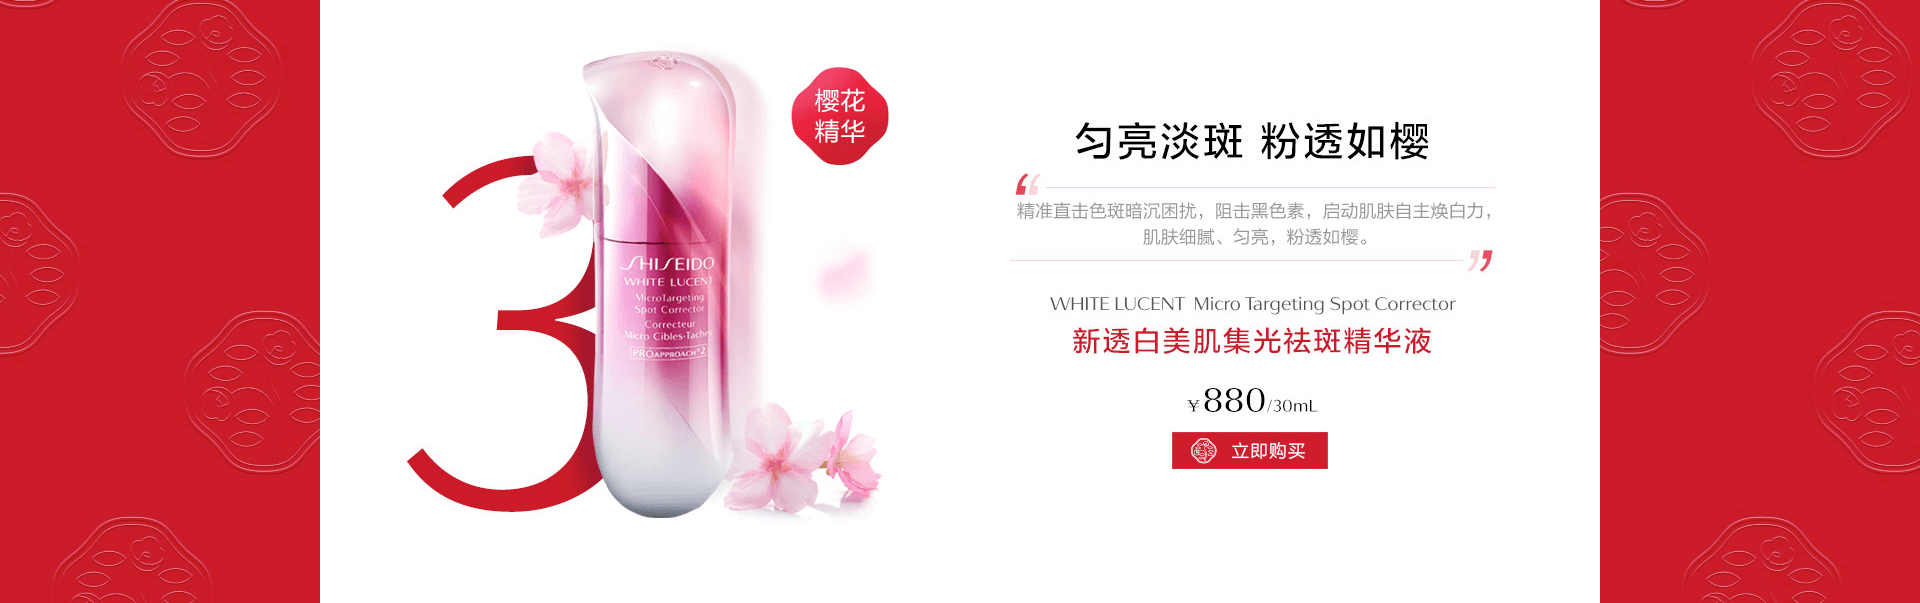 3
SHISEIDO
WHITE LUCENT
MicroTargeting
Spot Corrector
Correcteur
Micro Cibles-Taches
PROAPPROACH*2
樱花
精华
匀亮淡斑 粉透如樱
“
精准直击色斑暗沉困扰，阻击黑色素，启动肌肤自主焕白力，
肌肤细腻、匀亮，粉透如樱。
”
WHITE LUCENT Micro Targeting Spot Corrector
新透白美肌集光祛斑精华液
￥880/30mL
立即购买